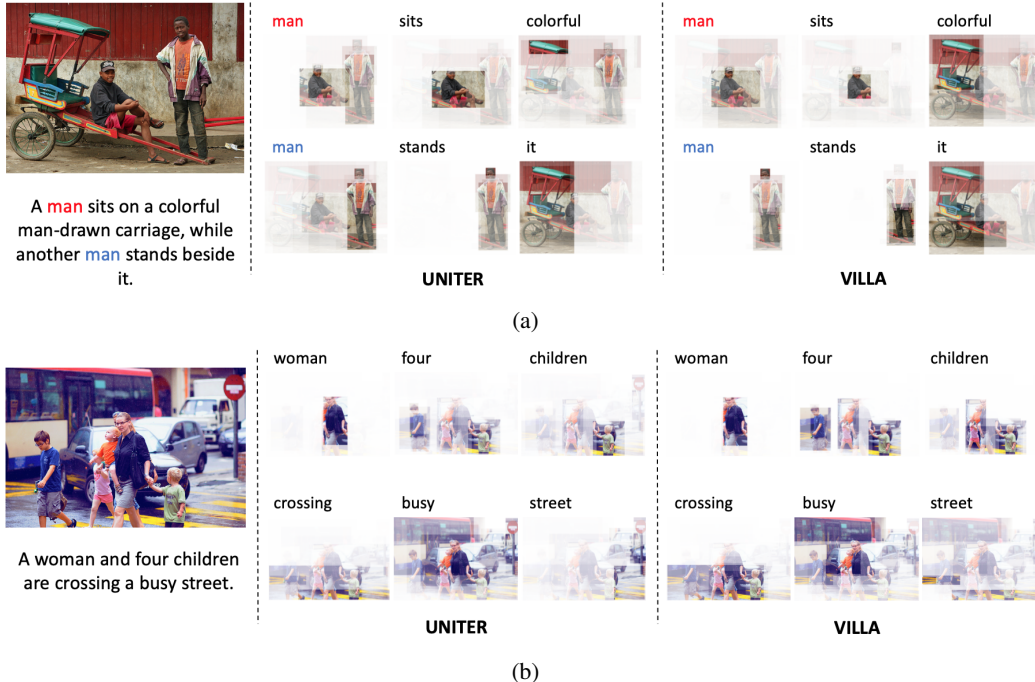 man sits colorful man sits colorful
man stands it man stands it
A man sits on a colorful
man-drawn carriage, while
another man stands beside
it.
UNITER VILLA
(a)
woman four children woman four children
crossing busy street crossing busy street
A woman and four children
are crossing a busy street.
UNITER VILLA
(b)